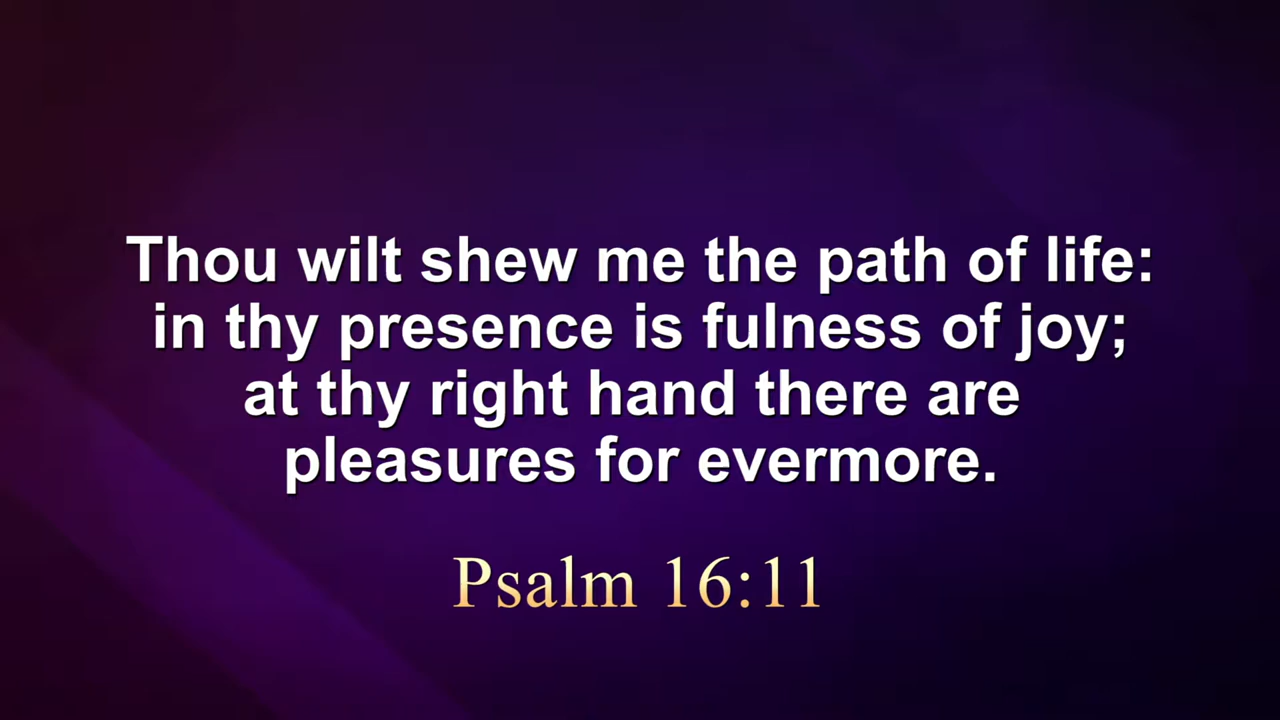 Thou wilt shew me the path of life:
in thy presence is fulness of joy;
at thy right hand there are
pleasures for evermore.
Psalm 16:11